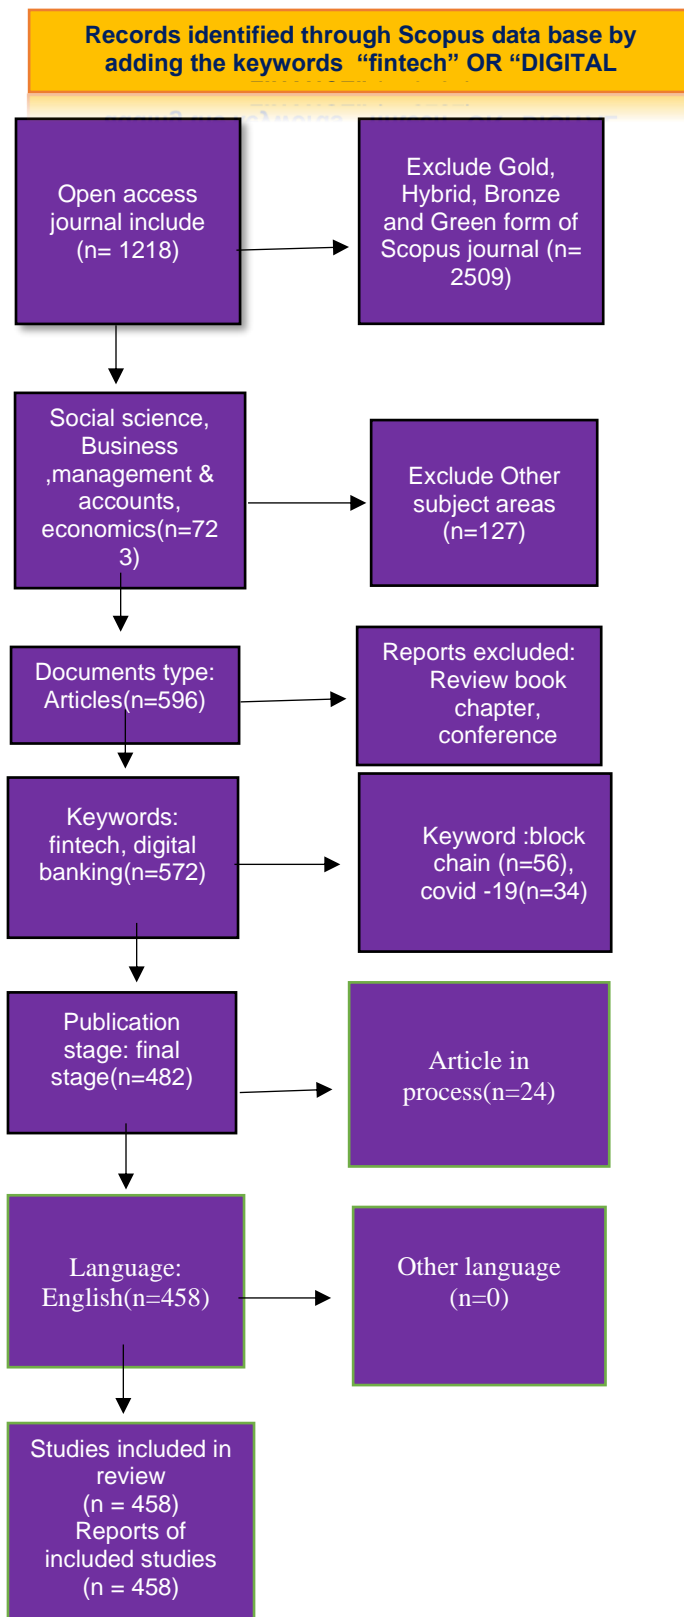 Records identified through Scopus data base by
adding the keywords “fintech” OR “DIGITAL
Open access
journal include
(n= 1218)
Exclude Gold,
Hybrid, Bronze
and Green form of
Scopus journal (n=
2509)
Social science,
Business
,management &
accounts,
economics(n=72
3)
Exclude Other
subject areas
(n=127)
Documents type:
Articles(n=596)
Reports excluded:
Review book
chapter,
conference
Keywords:
fintech, digital
banking(n=572)
Keyword :block
chain (n=56),
covid -19(n=34)
Publication
stage: final
stage(n=482)
Article in
process(n=24)
Language:
English(n=458)
Other language
(n=0)
Studies included in
review
(n = 458)
Reports of
included studies
(n = 458)